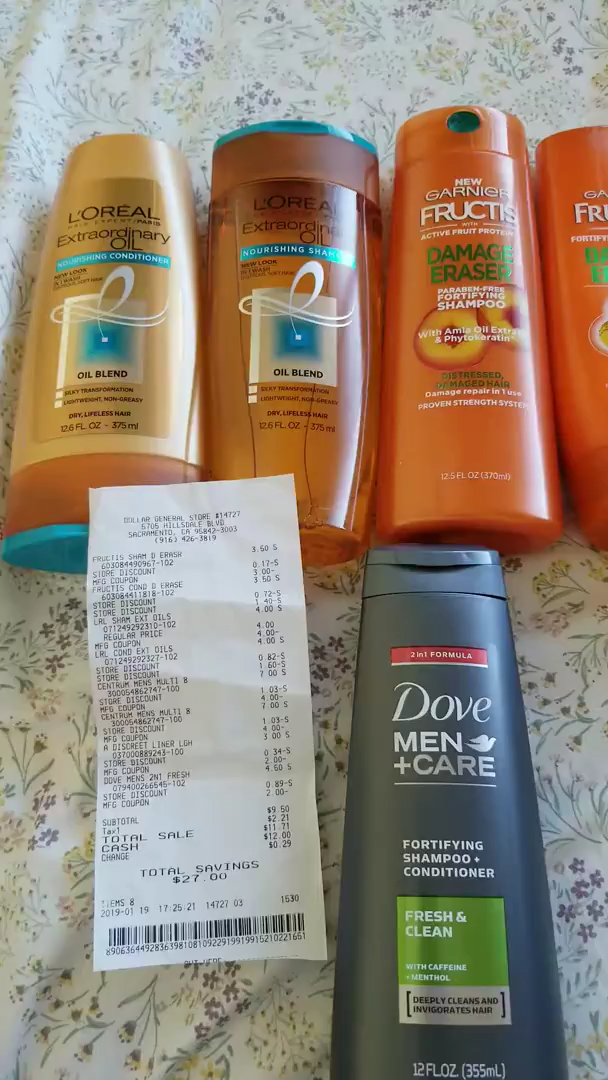 L'ORÉAL
HAIR EXPERT/PARIS
Extraordinary
OIL
NOURISHING CONDITIONER
NEW LOOK
OIL BLEND
SILKY TRANSFORMATION
LIGHTWEIGHT, NON-GREASY
DRY, LIFELESS HAIR
12.6 FL. OZ - 375 ml
L'ORÉAL
Extraordinary
OIL
NOURISHING SHAM
NEW LOOK
OIL BLEND
SILKY TRANSFORMATION
LIGHTWEIGHT, NON-GREASY
DRY, LIFELESS HAIR
12.6 FL. OZ - 375 ml
NEW
GARNIER
FRUCTIS
WITH
ACTIVE FRUIT PROTEIN
DAMAGE
ERASER
PARABEN-FREE
FORTIFYING
SHAMPOO
With Amla Oil Extract
& Phytokeratin
DISTRESSED,
DAMAGED HAIR
Damage repair in 1 use
PROVEN STRENGTH SYSTEM
12.5 FL OZ (370ml)
DOLLAR GENERAL STORE #14727
5705 HILLSDALE BLVD
SACRAMENTO, CA 95842-3003
(916) 426-3819
FRUCTIS SHAM D ERASR 3.50 S
603084490967-102
STORE DISCOUNT 0.17-S
MFG COUPON 3.00-
FRUCTIS COND D ERASE 3.50 S
603084411818-102
STORE DISCOUNT 0.72-S
STORE DISCOUNT 1.40-S
LRL SHAM EXT OILS 4.00 S
071249292310-102
REGULAR PRICE 4.00
MFG COUPON 4.00-
LRL COND EXT OILS 4.00 S
071249292327-102
STORE DISCOUNT 0.82-S
STORE DISCOUNT 1.60-S
CENTRUM MENS MULTI B 7.00 S
300054862747-100
STORE DISCOUNT 1.03-S
MFG COUPON 4.00-
CENTRUM MENS MULTI B 7.00 S
300054862747-100
STORE DISCOUNT 1.03-S
MFG COUPON 4.00-
A DISCREET LINER LGH 3.00 S
037000889243-100
STORE DISCOUNT 0.34-S
MFG COUPON 2.00-
DOVE MENS 2N1 FRESH 4.50 S
079400266545-102
STORE DISCOUNT 0.89-S
MFG COUPON 2.00-
SUBTOTAL $9.50
Tax1 $2.21
TOTAL SALE $11.71
CASH $12.00
CHANGE $0.29
TOTAL SAVINGS
$27.00
ITEMS 8
2019-01 19 17:25:21 14727 03 1530
2in1 FORMULA
Dove
MEN
+CARE
FORTIFYING
SHAMPOO +
CONDITIONER
FRESH &
CLEAN
WITH CAFFEINE
+ MENTHOL
DEEPLY CLEANS AND
INVIGORATES HAIR
12 FL OZ. (355mL)